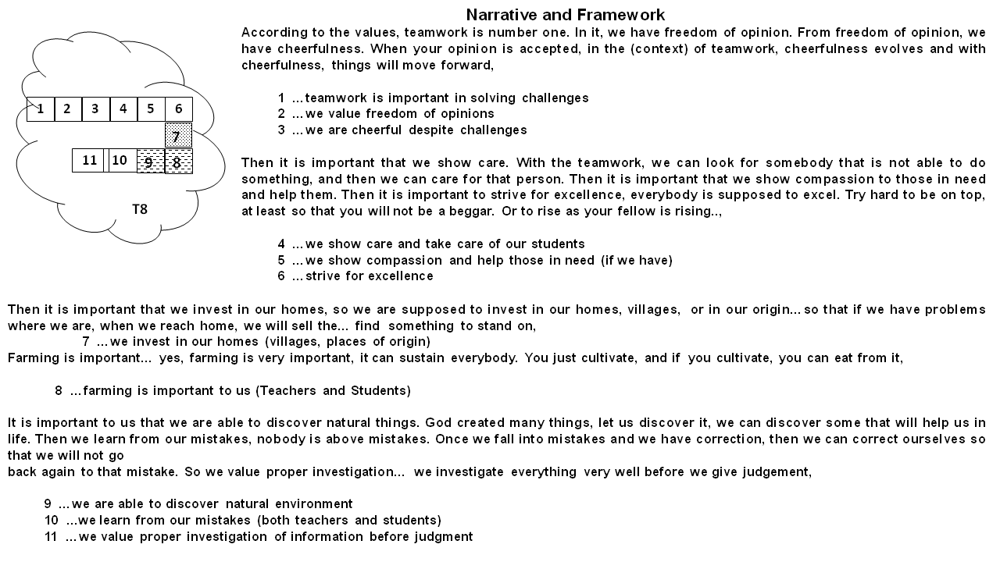 Narrative and Framework
According to the values, teamwork is number one. In it, we have freedom of opinion. From freedom of opinion, we
have cheerfulness. When your opinion is accepted, in the (context) of teamwork, cheerfulness evolves and with
cheerfulness, things will move forward,
1 ...teamwork is important in solving challenges
2 ...we value freedom of opinions
3 ...we are cheerful despite challenges
1 2 3 4 5 6
7
11 10 9 8
T8
Then it is important that we show care. With the teamwork, we can look for somebody that is not able to do
something, and then we can care for that person. Then it is important that we show compassion to those in need
and help them. Then it is important to strive for excellence, everybody is supposed to excel. Try hard to be on top,
at least so that you will not be a beggar. Or to rise as your fellow is rising..,
4 ...we show care and take care of our students
5 ...we show compassion and help those in need (if we have)
6 ...strive for excellence
Then it is important that we invest in our homes, so we are supposed to invest in our homes, villages, or in our origin... so that if we have problems
where we are, when we reach home, we will sell the... find something to stand on,
7 ...we invest in our homes (villages, places of origin)
Farming is important... yes, farming is very important, it can sustain everybody. You just cultivate, and if you cultivate, you can eat from it,
8 ...farming is important to us (Teachers and Students)
It is important to us that we are able to discover natural things. God created many things, let us discover it, we can discover some that will help us in
life. Then we learn from our mistakes, nobody is above mistakes. Once we fall into mistakes and we have correction, then we can correct ourselves so
that we will not go
back again to that mistake. So we value proper investigation... we investigate everything very well before we give judgement,
9 ...we are able to discover natural environment
10 ...we learn from our mistakes (both teachers and students)
11 ...we value proper investigation of information before judgment